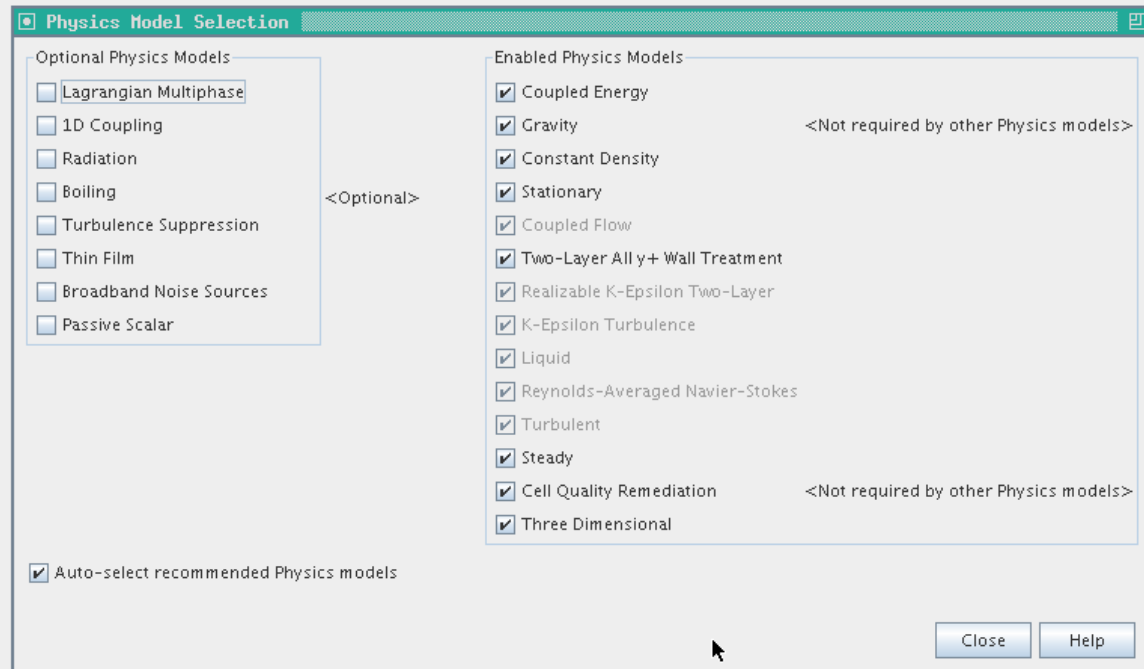 Physics Model Selection
Optional Physics Models
Lagrangian Multiphase
1D Coupling
Radiation
Boiling
Turbulence Suppression
Thin Film
Broadband Noise Sources
Passive Scalar
<Optional>
Enabled Physics Models
Coupled Energy
Gravity <Not required by other Physics models>
Constant Density
Stationary
Coupled Flow
Two-Layer All y+ Wall Treatment
Realizable K-Epsilon Two-Layer
K-Epsilon Turbulence
Liquid
Reynolds-Averaged Navier-Stokes
Turbulent
Steady
Cell Quality Remediation <Not required by other Physics models>
Three Dimensional
Auto-select recommended Physics models
Close Help